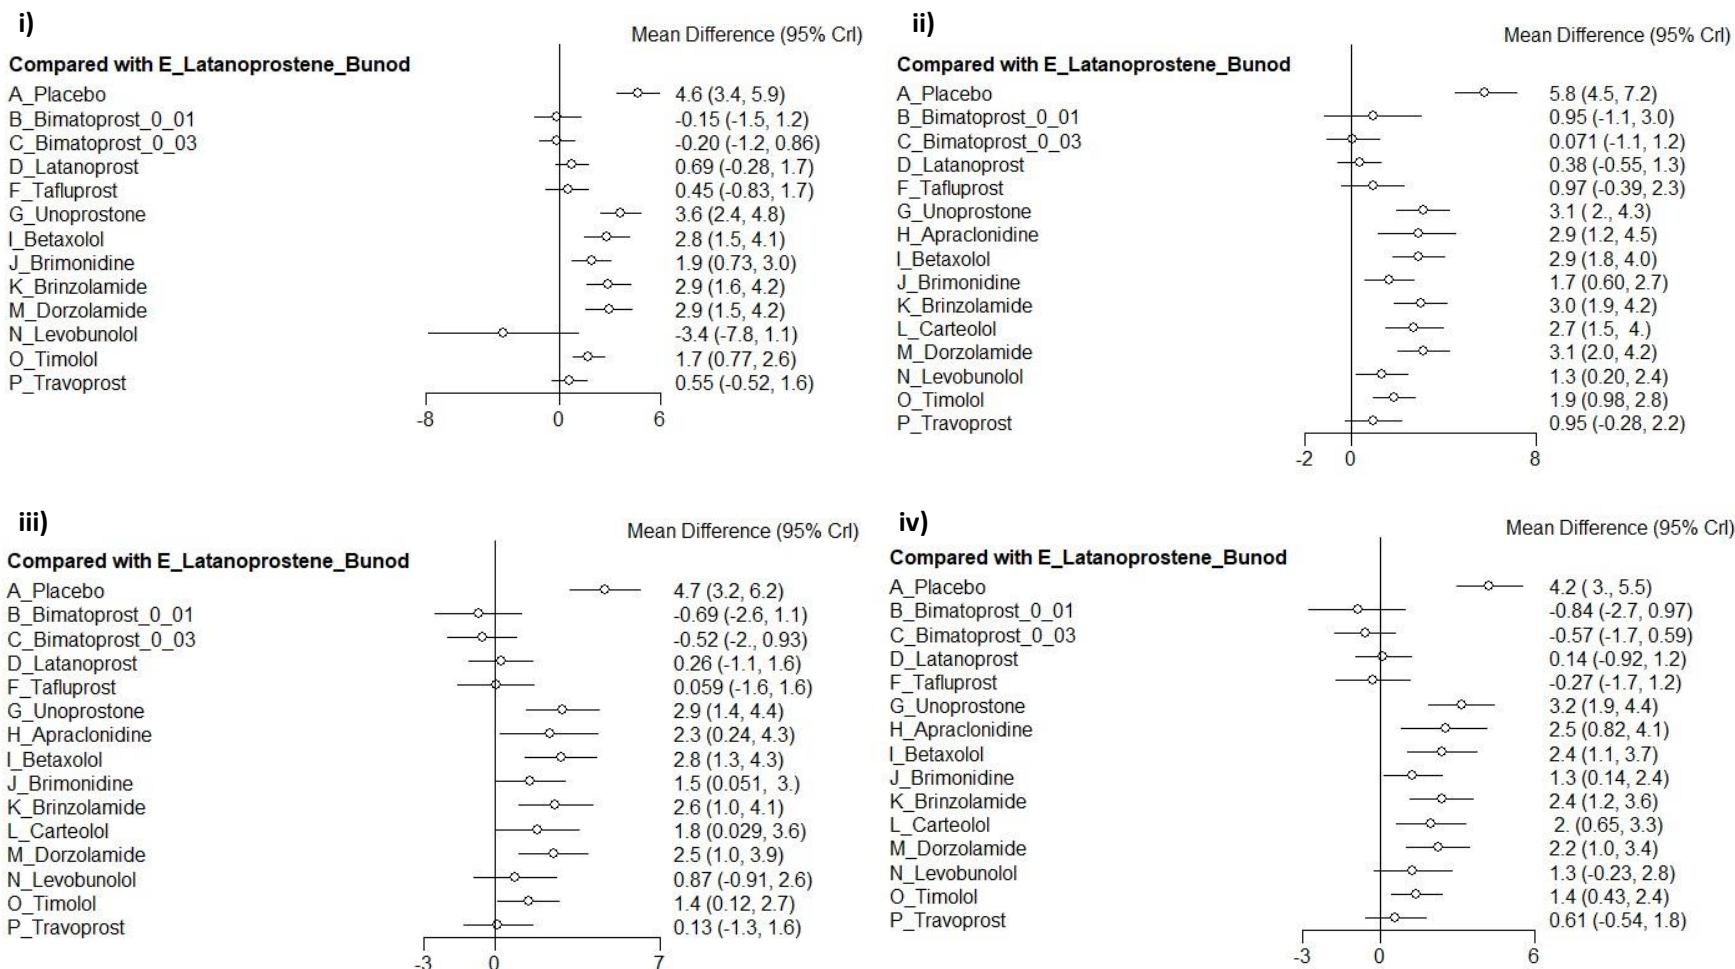 i)
Mean Difference (95% Crl)
Compared with E_Latanoprostene_Bunod
A_Placebo 4.6 (3.4, 5.9)
B_Bimatoprost_0_01 -0.15 (-1.5, 1.2)
C_Bimatoprost_0_03 -0.20 (-1.2, 0.86)
D_Latanoprost 0.69 (-0.28, 1.7)
F_Tafluprost 0.45 (-0.83, 1.7)
G_Unoprostone 3.6 (2.4, 4.8)
I_Betaxolol 2.8 (1.5, 4.1)
J_Brimonidine 1.9 (0.73, 3.0)
K_Brinzolamide 2.9 (1.6, 4.2)
M_Dorzolamide 2.9 (1.5, 4.2)
N_Levobunolol -3.4 (-7.8, 1.1)
O_Timolol 1.7 (0.77, 2.6)
P_Travoprost 0.55 (-0.52, 1.6)
-8 0 6
ii)
Mean Difference (95% Crl)
Compared with E_Latanoprostene_Bunod
A_Placebo 5.8 (4.5, 7.2)
B_Bimatoprost_0_01 0.95 (-1.1, 3.0)
C_Bimatoprost_0_03 0.071 (-1.1, 1.2)
D_Latanoprost 0.38 (-0.55, 1.3)
F_Tafluprost 0.97 (-0.39, 2.3)
G_Unoprostone 3.1 ( 2., 4.3)
H_Apraclonidine 2.9 (1.2, 4.5)
I_Betaxolol 2.9 (1.8, 4.0)
J_Brimonidine 1.7 (0.60, 2.7)
K_Brinzolamide 3.0 (1.9, 4.2)
L_Carteolol 2.7 (1.5, 4.)
M_Dorzolamide 3.1 (2.0, 4.2)
N_Levobunolol 1.3 (0.20, 2.4)
O_Timolol 1.9 (0.98, 2.8)
P_Travoprost 0.95 (-0.28, 2.2)
-2 0 8
iii)
Mean Difference (95% Crl)
Compared with E_Latanoprostene_Bunod
A_Placebo 4.7 (3.2, 6.2)
B_Bimatoprost_0_01 -0.69 (-2.6, 1.1)
C_Bimatoprost_0_03 -0.52 (-2., 0.93)
D_Latanoprost 0.26 (-1.1, 1.6)
F_Tafluprost 0.059 (-1.6, 1.6)
G_Unoprostone 2.9 (1.4, 4.4)
H_Apraclonidine 2.3 (0.24, 4.3)
I_Betaxolol 2.8 (1.3, 4.3)
J_Brimonidine 1.5 (0.051, 3.)
K_Brinzolamide 2.6 (1.0, 4.1)
L_Carteolol 1.8 (0.029, 3.6)
M_Dorzolamide 2.5 (1.0, 3.9)
N_Levobunolol 0.87 (-0.91, 2.6)
O_Timolol 1.4 (0.12, 2.7)
P_Travoprost 0.13 (-1.3, 1.6)
-3 0 7
iv)
Mean Difference (95% Crl)
Compared with E_Latanoprostene_Bunod
A_Placebo 4.2 ( 3., 5.5)
B_Bimatoprost_0_01 -0.84 (-2.7, 0.97)
C_Bimatoprost_0_03 -0.57 (-1.7, 0.59)
D_Latanoprost 0.14 (-0.92, 1.2)
F_Tafluprost -0.27 (-1.7, 1.2)
G_Unoprostone 3.2 (1.9, 4.4)
H_Apraclonidine 2.5 (0.82, 4.1)
I_Betaxolol 2.4 (1.1, 3.7)
J_Brimonidine 1.3 (0.14, 2.4)
K_Brinzolamide 2.4 (1.2, 3.6)
L_Carteolol 2. (0.65, 3.3)
M_Dorzolamide 2.2 (1.0, 3.4)
N_Levobunolol 1.3 (-0.23, 2.8)
O_Timolol 1.4 (0.43, 2.4)
P_Travoprost 0.61 (-0.54, 1.8)
-3 0 6